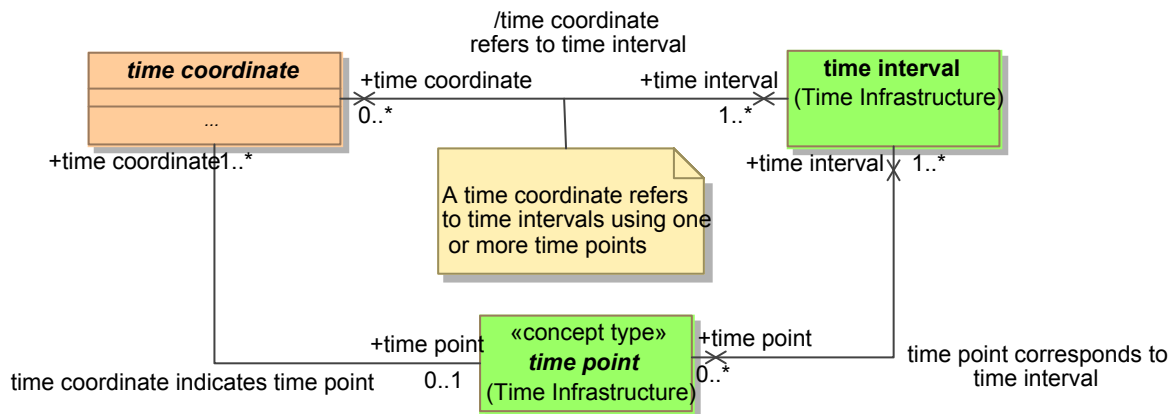 /time coordinate
refers to time interval
time coordinate
...
+time coordinate
0..*
+time interval
1..*
time interval
(Time Infrastructure)
+time coordinate
1..*
+time interval
1..*
A time coordinate refers
to time intervals using one
or more time points
+time point
0..1
«concept type»
time point
(Time Infrastructure)
+time point
0..*
time coordinate indicates time point
time point corresponds to
time interval